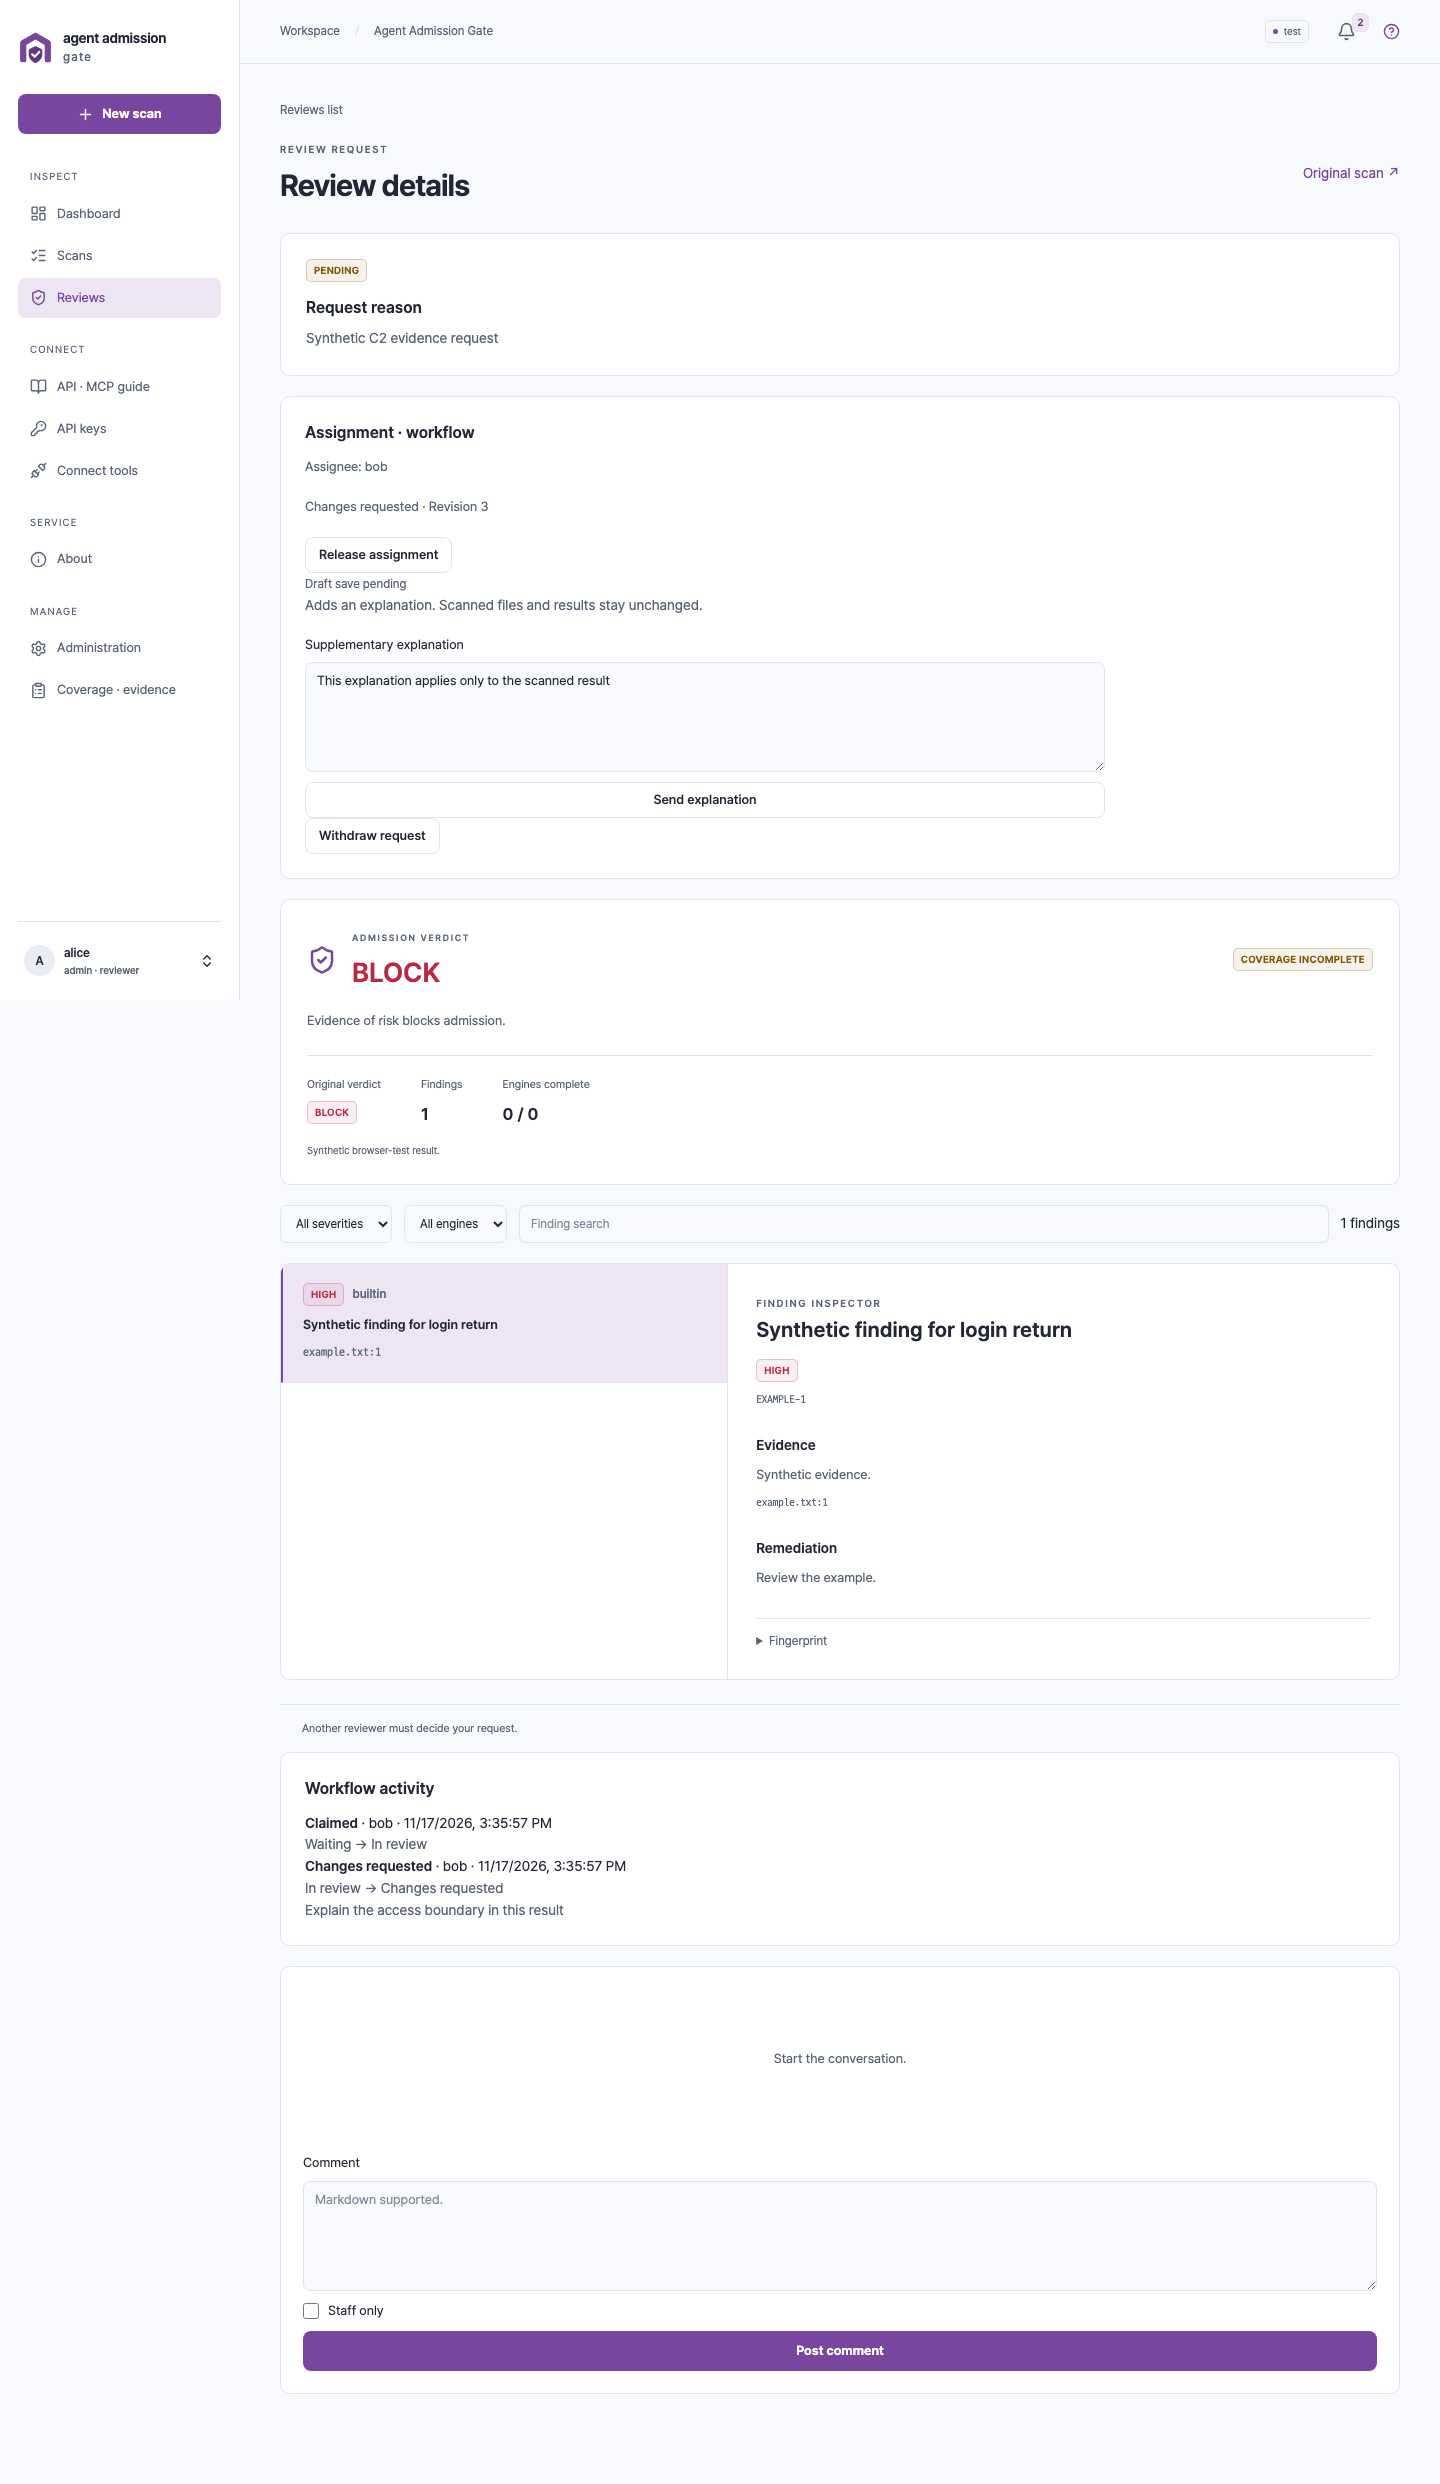 agent admission
gate
New scan
INSPECT
Dashboard
Scans
Reviews
CONNECT
API · MCP guide
API keys
Connect tools
SERVICE
About
MANAGE
Administration
Coverage · evidence
A
alice
admin · reviewer
Workspace / Agent Admission Gate
test
2
Reviews list
REVIEW REQUEST
Review details
Original scan ↗
PENDING
Request reason
Synthetic C2 evidence request
Assignment · workflow
Assignee: bob
Changes requested · Revision 3
Release assignment
Draft save pending
Adds an explanation. Scanned files and results stay unchanged.
Supplementary explanation
This explanation applies only to the scanned result
Send explanation
Withdraw request
ADMISSION VERDICT
BLOCK
COVERAGE INCOMPLETE
Evidence of risk blocks admission.
Original verdict Findings Engines complete
BLOCK 1 0 / 0
Synthetic browser-test result.
All severities All engines Finding search 1 findings
HIGH builtin
Synthetic finding for login return
example.txt:1
FINDING INSPECTOR
Synthetic finding for login return
HIGH
EXAMPLE-1
Evidence
Synthetic evidence.
example.txt:1
Remediation
Review the example.
Fingerprint
Another reviewer must decide your request.
Workflow activity
Claimed · bob · 11/17/2026, 3:35:57 PM
Waiting → In review
Changes requested · bob · 11/17/2026, 3:35:57 PM
In review → Changes requested
Explain the access boundary in this result
Start the conversation.
Comment
Markdown supported.
Staff only
Post comment